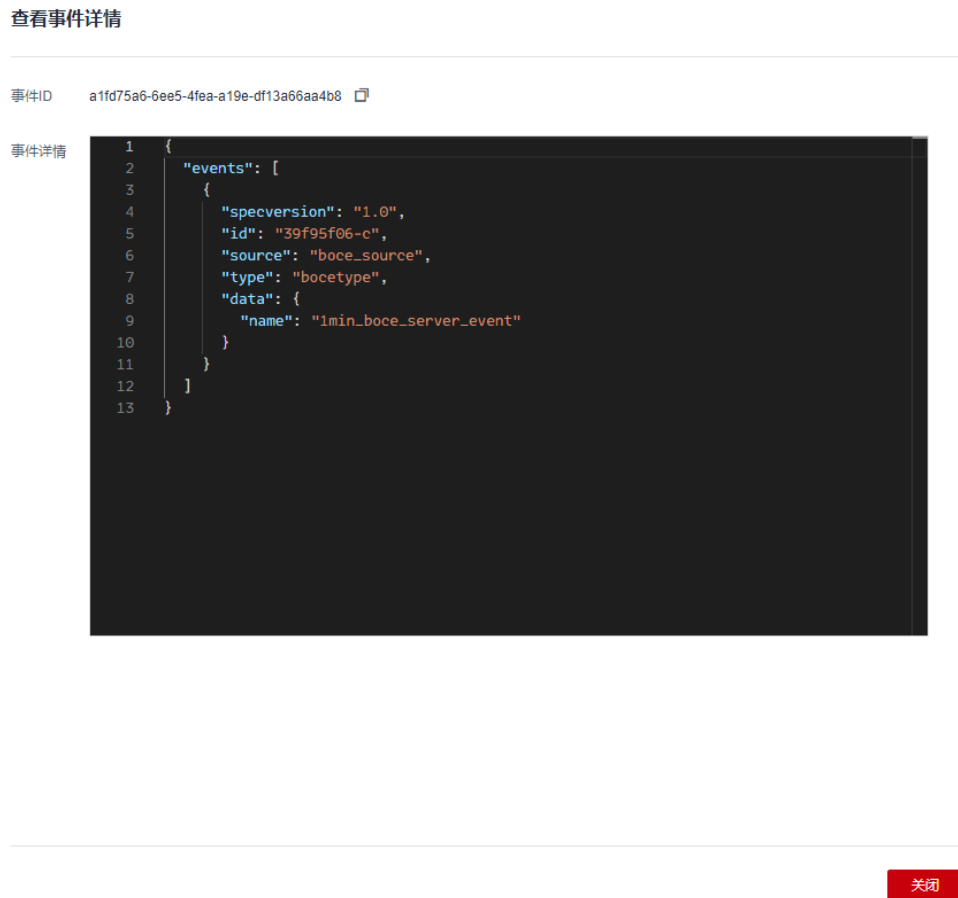 查看事件详情
事件ID a1fd75a6-6ee5-4fea-a19e-df13a66aa4b8
事件详情
1 {
2 "events": [
3 {
4 "specversion": "1.0",
5 "id": "39f95f06-c",
6 "source": "boce_source",
7 "type": "bocetype",
8 "data": {
9 "name": "1min_boce_server_event"
10 }
11 }
12 ]
13 }
关闭